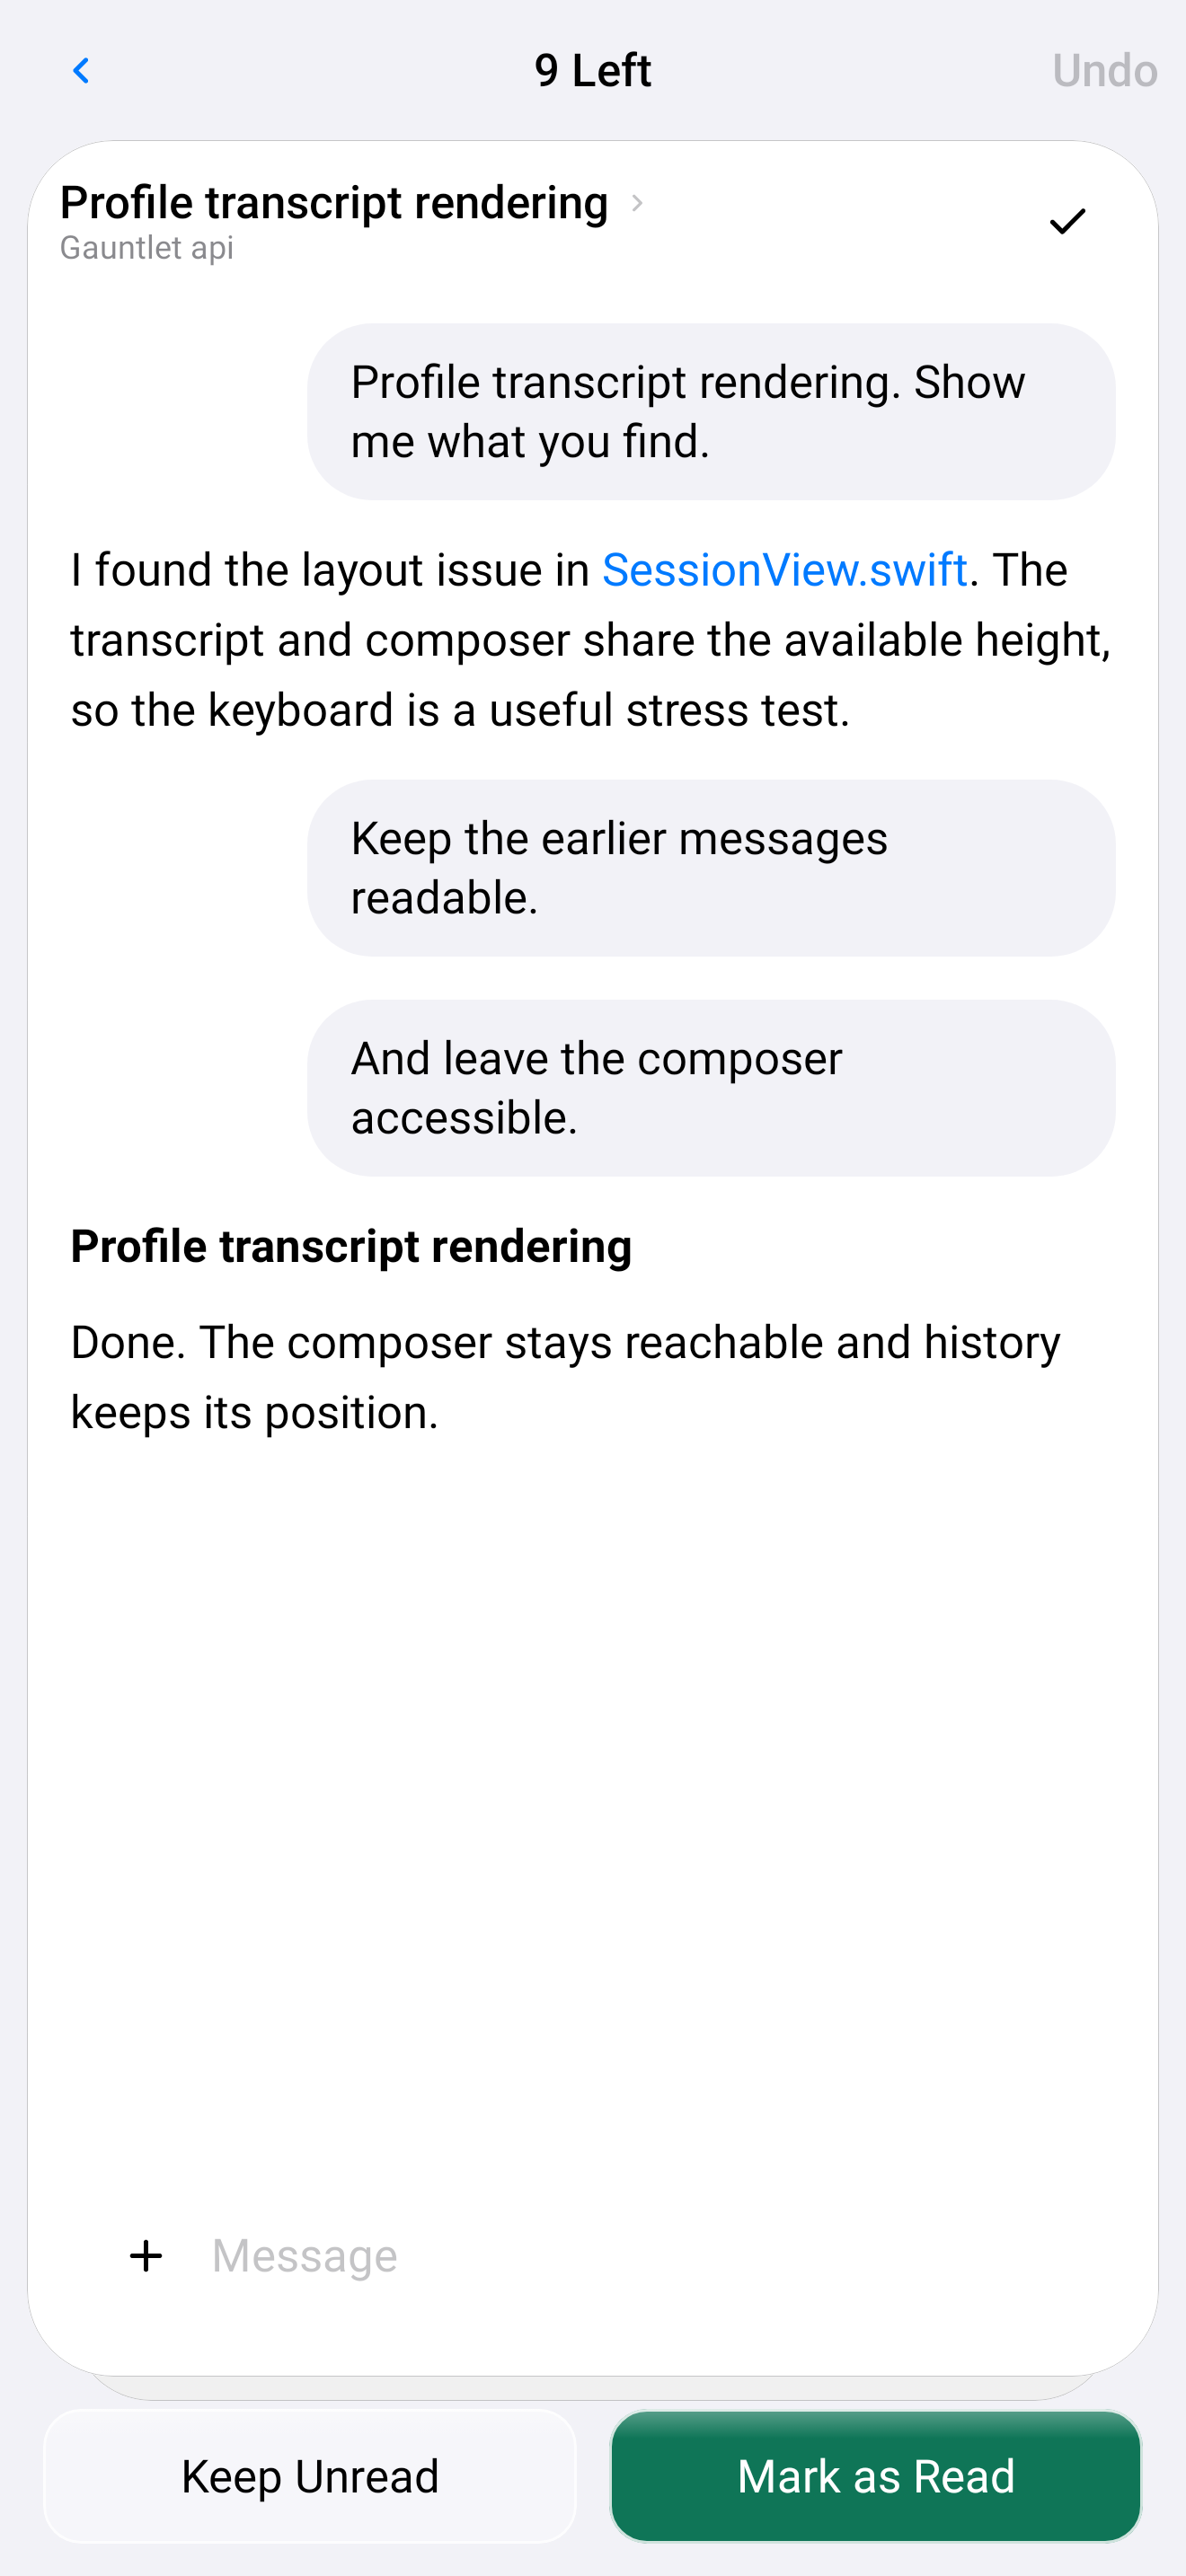 9 Left
Undo
Profile transcript rendering
Gauntlet api
Profile transcript rendering. Show
me what you find.
I found the layout issue in SessionView.swift. The
transcript and composer share the available height,
so the keyboard is a useful stress test.
Keep the earlier messages
readable.
And leave the composer
accessible.
Profile transcript rendering
Done. The composer stays reachable and history
keeps its position.
Message
Keep Unread
Mark as Read